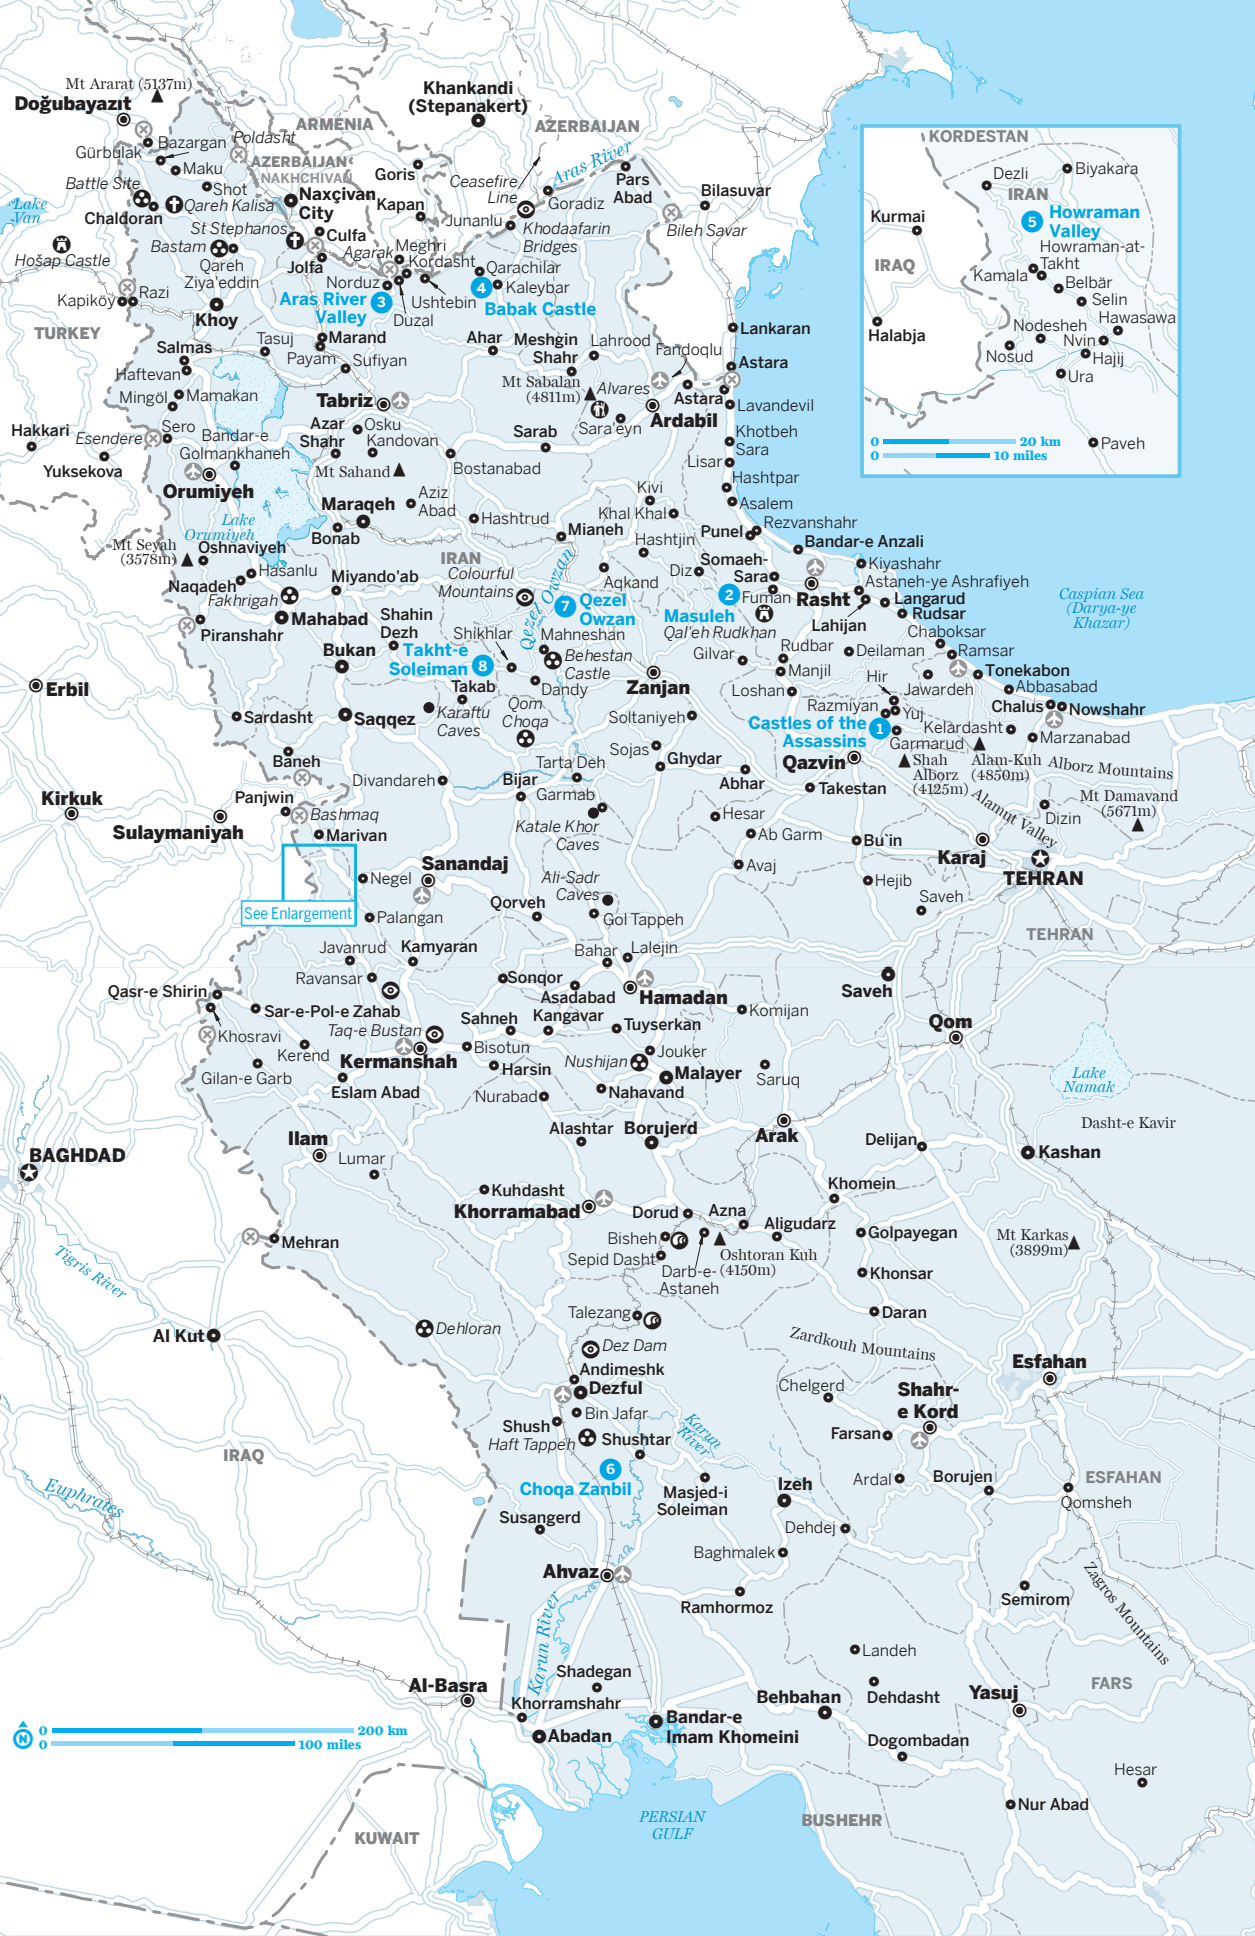 Mt Ararat (5137m)
Doğubayazıt
Khankandi
(Stepanakert)
ARMENIA
AZERBAIJAN
Poldasht
Bazargan
Gürbulak
Maku
AZERBAIJAN
NAKHCHIVAN
Goris
Aras River
Ceasefire
Line
Pars
Abad
Bilasuvar
Battle Site
Shot
Qareh Kalisa
Naxçivan
City
Kapan
Goradiz
Lake
Van
Chaldoran
St Stephanos
Culfa
Junanlu
Khodaafarin
Bridges
Bileh Savar
Hoşap Castle
Bastam
Qareh
Ziya'eddin
Jolfa
Agarak
Meghri
Kordasht
Qarachilar
Norduz
Kapiköy
Razi
Aras River
Valley
3
Ushtebin
Duzal
4
Kaleybar
Babak Castle
Khoy
TURKEY
Tasuj
Marand
Payam
Sufiyan
Ahar
Meshgin
Shahr
Lahrood
Fandoqlu
Lankaran
Astara
Salmas
Haftevan
Mt Sabalan
(4811m)
Alvares
Mingöl
Mamakan
Tabriz
Sara'eyn
Ardabil
Astara
Lavandevil
Hakkari
Yuksekova
Esendere
Sero
Bandar-e
Golmankhaneh
Azar
Shahr
Osku
Kandovan
Mt Sahand
Sarab
Bostanabad
Khotbeh
Sara
Lisar
Hashtpar
Orumiyeh
Lake
Orumiyeh
Maraqeh
Aziz
Abad
Hashtrud
Kivi
Khal Khal
Asalem
Mianeh
Punel
Rezvanshahr
Bonab
Mt Seyah
(3578m)
Oshnaviyeh
Hasanlu
IRAN
Hashtjin
Bandar-e Anzali
Kiyashahr
Naqadeh
Miyando'ab
Colourful
Mountains
Qezel Owzan
Aqkand
Diz
Somaeh-
Sara
Astaneh-ye Ashrafiyeh
Fakhrigah
7
Qezel
Owzan
2
Masuleh
Fuman
Rasht
Langarud
Rudsar
Caspian Sea
(Darya-ye
Khazar)
Mahabad
Shahin
Dezh
Shikhlar
Mahneshan
Qal'eh Rudkhan
Lahijan
Chaboksar
Piranshahr
Bukan
Takht-e
Soleiman
8
Behestan
Castle
Gilvar
Rudbar
Manjil
Deilaman
Ramsar
Takab
Dandy
Zanjan
Loshan
Hir
Jawardeh
Tonekabon
Abbasabad
Erbil
Sardasht
Saqqez
Karaftu
Caves
Qom
Choqa
Soltaniyeh
Razmiyan
Yuj
Chalus
Nowshahr
Castles of the
Assassins
1
Garmarud
Kelardasht
Marzanabad
Baneh
Sojas
Ghydar
Qazvin
Shah
Alborz
(4125m)
Alam-Kuh
(4850m)
Alborz Mountains
Divandareh
Bijar
Tarta Deh
Garmab
Abhar
Takestan
Alamut Valley
Mt Damavand
(5671m)
Kirkuk
Panjwin
Bashmaq
Katale Khor
Caves
Hesar
Ab Garm
Dizin
Sulaymaniyah
Marivan
Bu`in
Karaj
TEHRAN
Negel
Sanandaj
Ali-Sadr
Caves
Avaj
Hejib
Saveh
See Enlargement
Palangan
Qorveh
Gol Tappeh
TEHRAN
Javanrud
Kamyaran
Bahar
Lalejin
Ravansar
Sonqor
Asadabad
Hamadan
Saveh
Qasr-e Shirin
Sar-e-Pol-e Zahab
Taq-e Bustan
Sahneh
Kangavar
Tuyserkan
Komijan
Qom
Khosravi
Kerend
Kermanshah
Bisotun
Nushijan
Jouker
Gilan-e Garb
Eslam Abad
Harsin
Malayer
Saruq
Lake
Namak
Nurabad
Nahavand
Dasht-e Kavir
Ilam
Alashtar
Borujerd
Arak
Delijan
BAGHDAD
Lumar
Kashan
Kuhdasht
Khomein
Khorramabad
Dorud
Azna
Aligudarz
Mehran
Bisheh
Sepid Dasht
Oshtoran Kuh
(4150m)
Darb-e-
Astaneh
Golpayegan
Mt Karkas
(3899m)
Tigris River
Khonsar
Talezang
Daran
Al Kut
Dehloran
Dez Dam
Zardkouh Mountains
Andimeshk
Dezful
Esfahan
Chelgerd
Shahr-
e Kord
Bin Jafar
Shush
Haft Tappeh
Shushtar
Karun
River
Farsan
IRAQ
6
Choqa Zanbil
Masjed-i
Soleiman
Izeh
Ardal
Borujen
ESFAHAN
Qomsheh
Euphrates
Susangerd
Dehdej
Baghmalek
Ahvaz
Ramhormoz
Semirom
Zagros Mountains
Karun River
Landeh
Shadegan
Al-Basra
Khorramshahr
Behbahan
Dehdasht
Yasuj
FARS
Abadan
Bandar-e
Imam Khomeini
Dogombadan
N
0 200 km
0 100 miles
Hesar
PERSIAN
GULF
BUSHEHR
Nur Abad
KUWAIT
KORDESTAN
Dezli
Biyakara
IRAN
5
Howraman
Valley
Kurmai
Howraman-at-
Takht
IRAQ
Kamala
Belbär
Selin
Hawasawa
Nodesheh
Nvin
Halabja
Nosud
Hajij
Ura
0 20 km
0 10 miles
Paveh